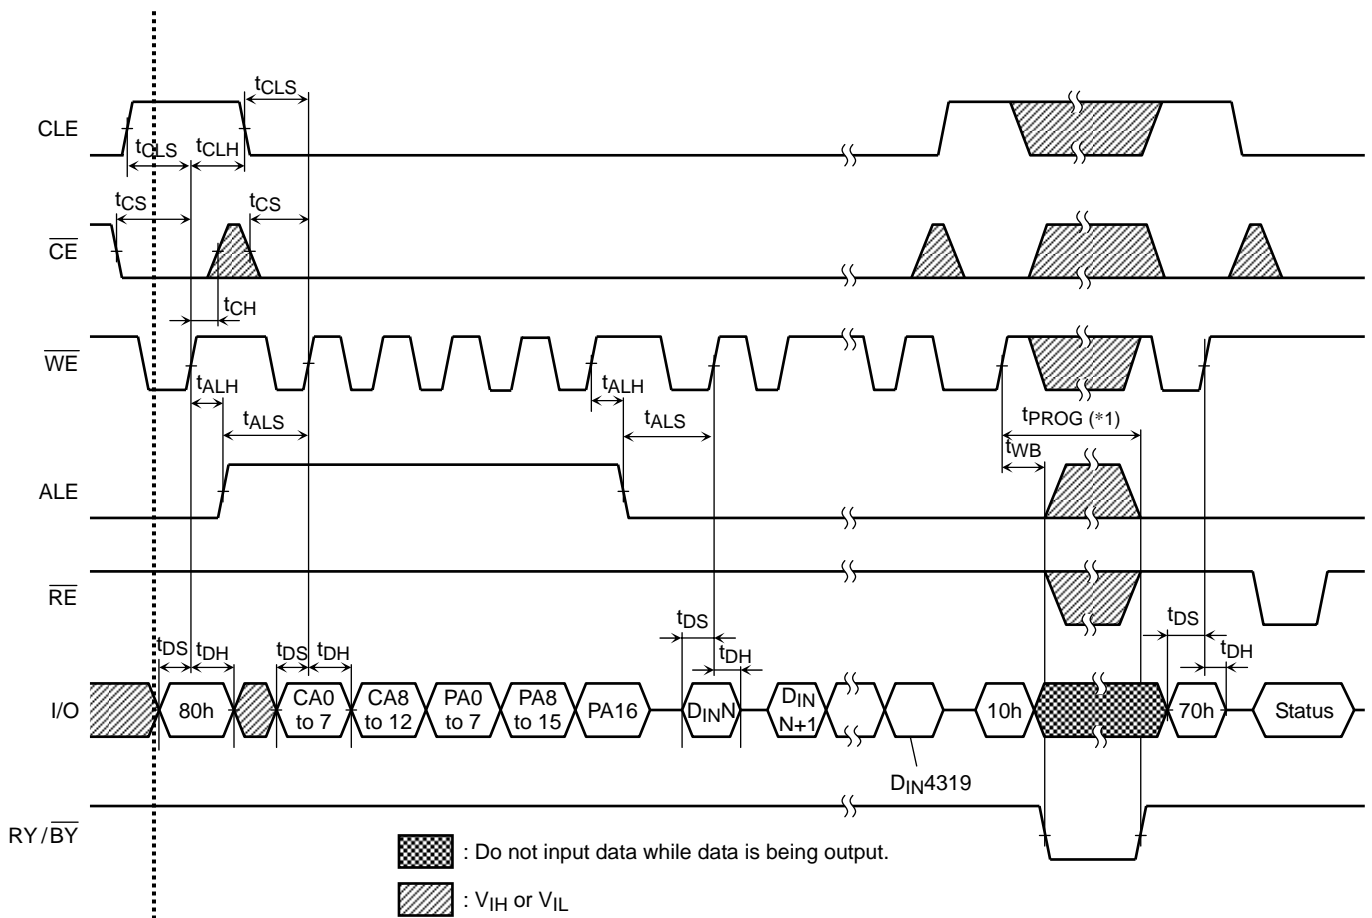 tCLS
CLE
tCLS
tCLH
tCS
tCS
CE
tCH
WE
tALH
tALH
tALS
tALS
tPROG (*1)
tWB
ALE
RE
tDS
tDH
tDS
tDH
tDS
tDH
tDS
tDH
I/O
80h
CA0
to 7
CA8
to 12
PA0
to 7
PA8
to 15
PA16
DINN
DIN
N+1
10h
70h
Status
DIN4319
RY/BY
: Do not input data while data is being output.
: VIH or VIL